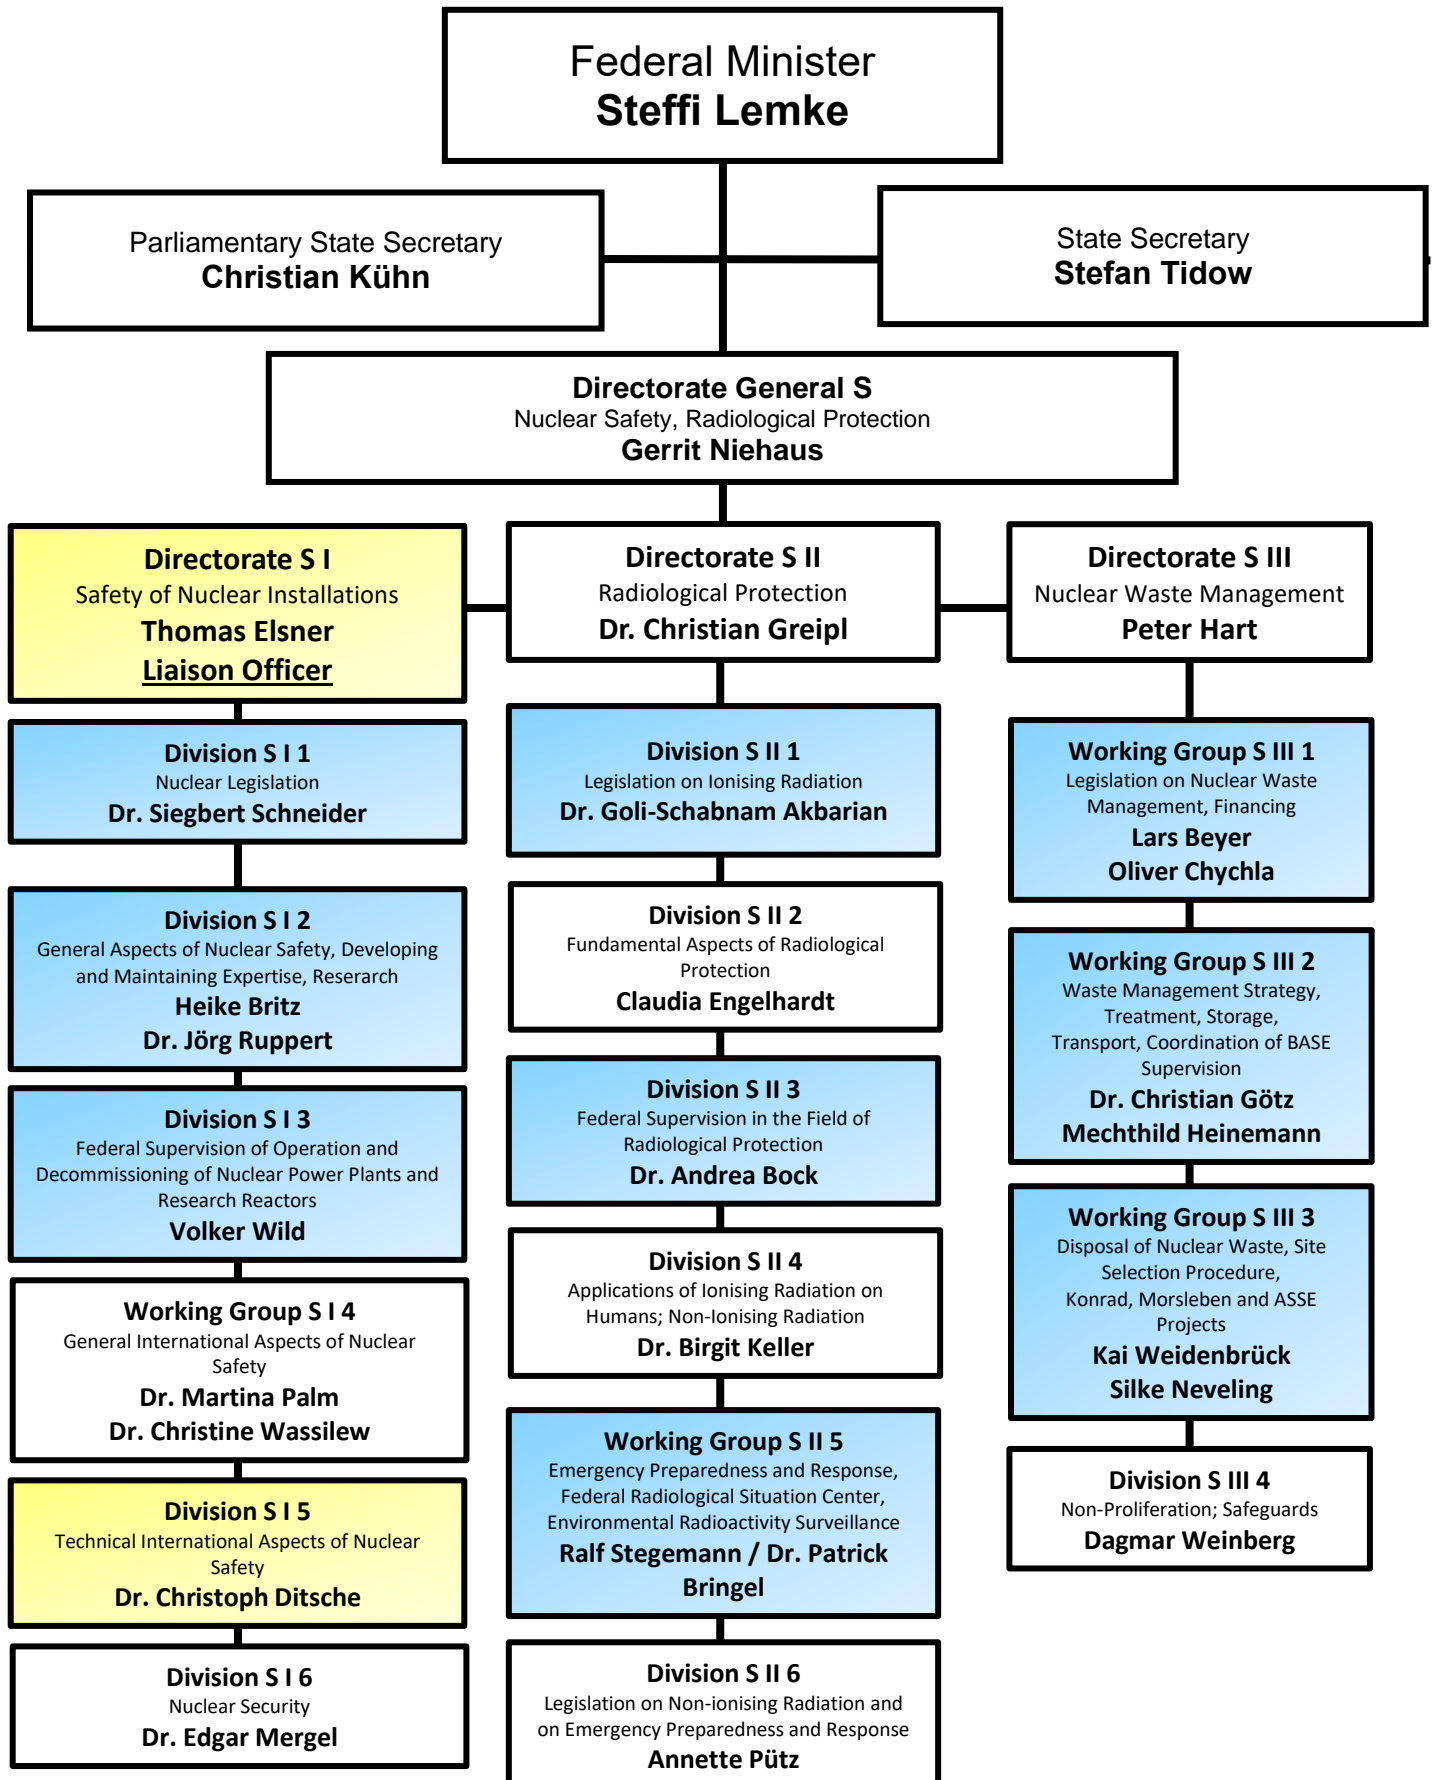 Federal Minister
Steffi Lemke
Parliamentary State Secretary
Christian Kühn
State Secretary
Stefan Tidow
Directorate General S
Nuclear Safety, Radiological Protection
Gerrit Niehaus
Directorate S I
Safety of Nuclear Installations
Thomas Elsner
Liaison Officer
Division S I 1
Nuclear Legislation
Dr. Siegbert Schneider
Division S I 2
General Aspects of Nuclear Safety, Developing
and Maintaining Expertise, Reserarch
Heike Britz
Dr. Jörg Ruppert
Division S I 3
Federal Supervision of Operation and
Decommissioning of Nuclear Power Plants and
Research Reactors
Volker Wild
Working Group S I 4
General International Aspects of Nuclear
Safety
Dr. Martina Palm
Dr. Christine Wassilew
Division S I 5
Technical International Aspects of Nuclear
Safety
Dr. Christoph Ditsche
Division S I 6
Nuclear Security
Dr. Edgar Mergel
Directorate S II
Radiological Protection
Dr. Christian Greipl
Division S II 1
Legislation on Ionising Radiation
Dr. Goli-Schabnam Akbarian
Division S II 2
Fundamental Aspects of Radiological
Protection
Claudia Engelhardt
Division S II 3
Federal Supervision in the Field of
Radiological Protection
Dr. Andrea Bock
Division S II 4
Applications of Ionising Radiation on
Humans; Non-Ionising Radiation
Dr. Birgit Keller
Working Group S II 5
Emergency Preparedness and Response,
Federal Radiological Situation Center,
Environmental Radioactivity Surveillance
Ralf Stegemann / Dr. Patrick
Bringel
Division S II 6
Legislation on Non-ionising Radiation and
on Emergency Preparedness and Response
Annette Pütz
Directorate S III
Nuclear Waste Management
Peter Hart
Working Group S III 1
Legislation on Nuclear Waste
Management, Financing
Lars Beyer
Oliver Chychla
Working Group S III 2
Waste Management Strategy,
Treatment, Storage,
Transport, Coordination of BASE
Supervision
Dr. Christian Götz
Mechthild Heinemann
Working Group S III 3
Disposal of Nuclear Waste, Site
Selection Procedure,
Konrad, Morsleben and ASSE
Projects
Kai Weidenbrück
Silke Neveling
Division S III 4
Non-Proliferation; Safeguards
Dagmar Weinberg